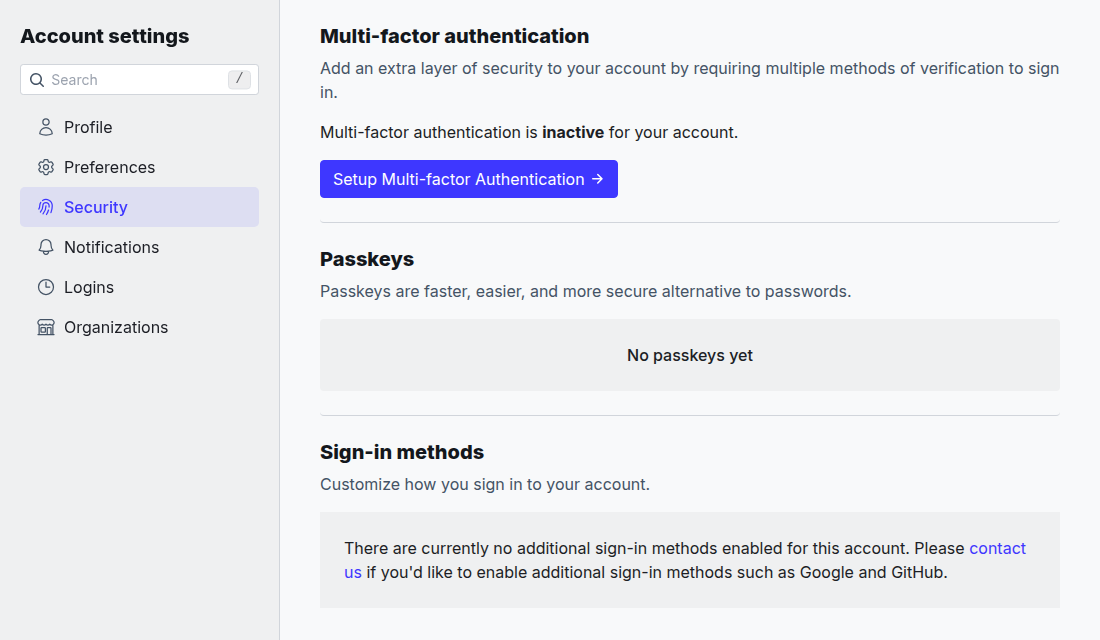 Account settings
Search /
Profile
Preferences
Security
Notifications
Logins
Organizations
Multi-factor authentication
Add an extra layer of security to your account by requiring multiple methods of verification to sign
in.
Multi-factor authentication is inactive for your account.
Setup Multi-factor Authentication →
Passkeys
Passkeys are faster, easier, and more secure alternative to passwords.
No passkeys yet
Sign-in methods
Customize how you sign in to your account.
There are currently no additional sign-in methods enabled for this account. Please contact
us if you'd like to enable additional sign-in methods such as Google and GitHub.